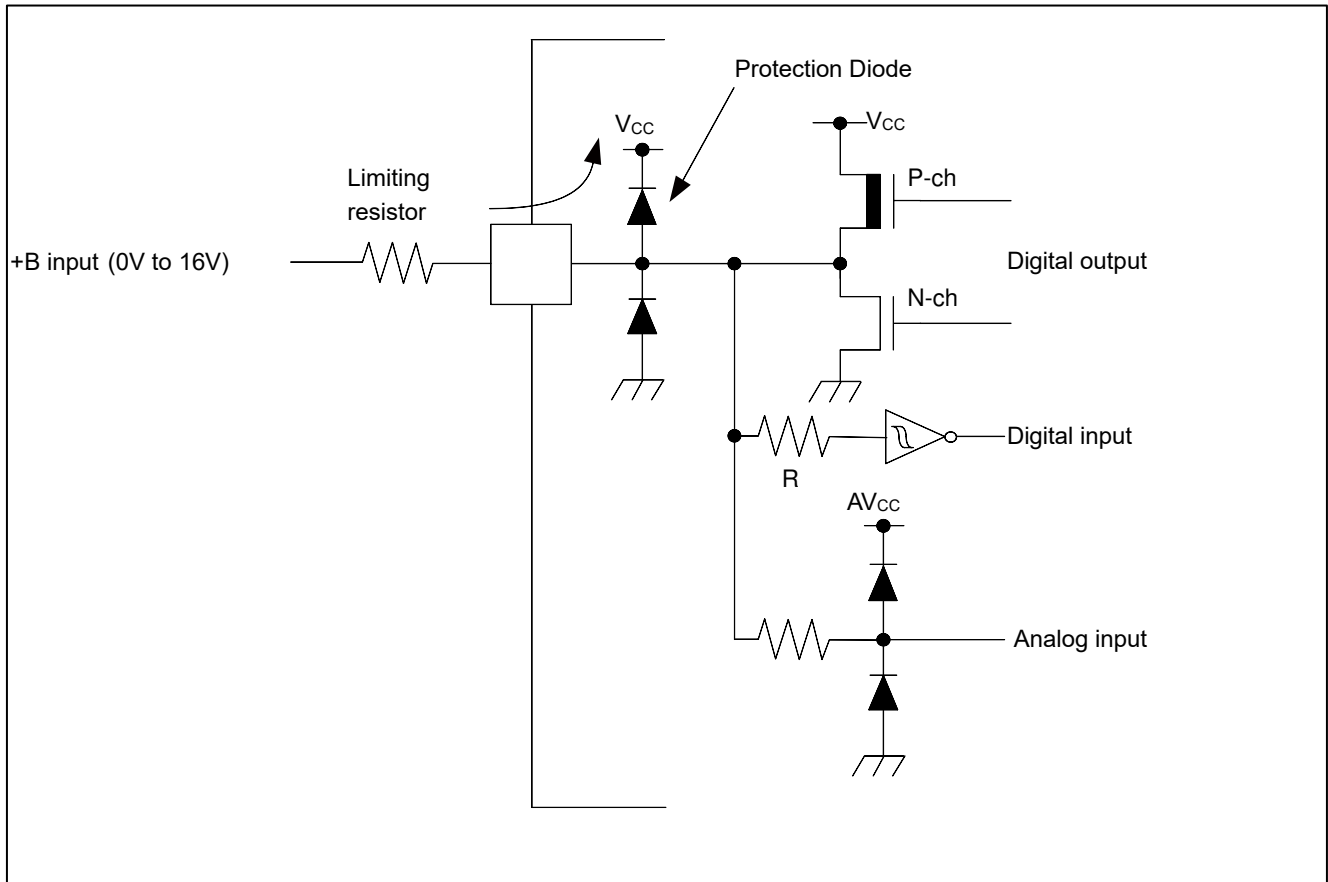 Protection Diode
VCC
VCC
Limiting
resistor
P-ch
+B input (0V to 16V)
Digital output
N-ch
Digital input
R
AVCC
Analog input